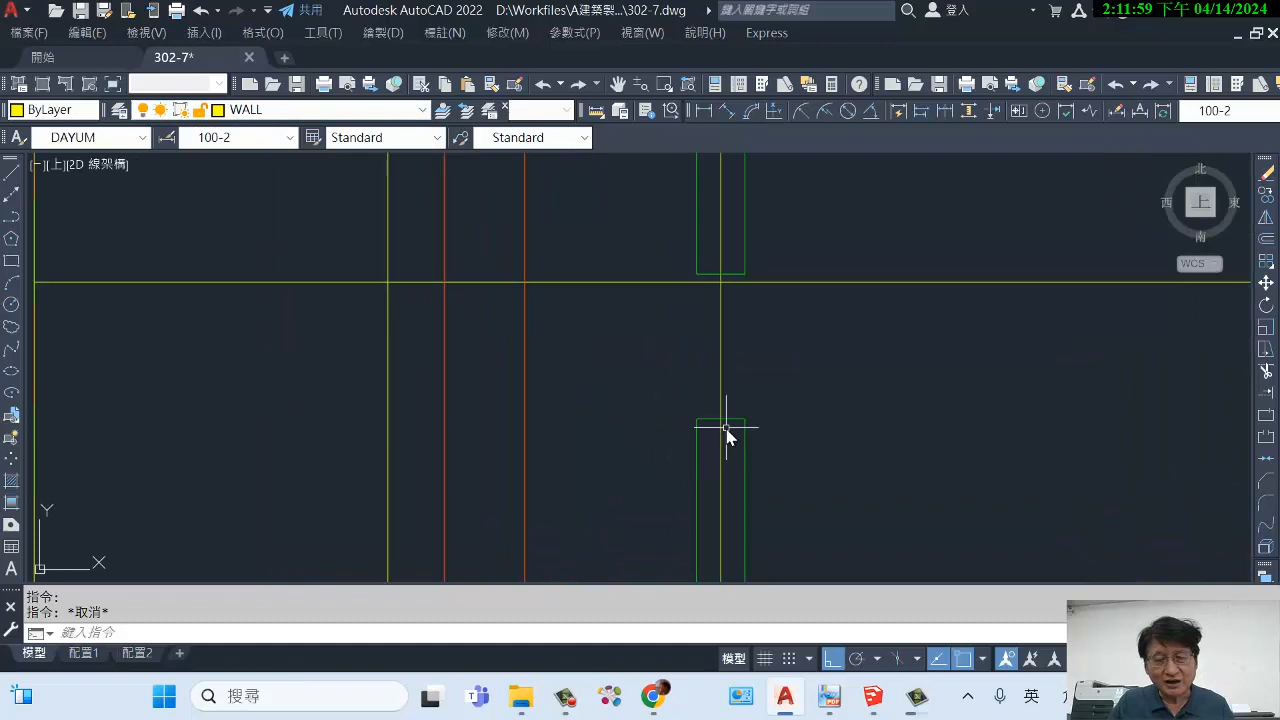 共用
Autodesk AutoCAD 2022
D:\Workfiles\A建築製...\302-7.dwg
鍵入關鍵字或詞組
登入
2:11:59 下午 04/14/2024
檔案(F)
編輯(E)
檢視(V)
插入(I)
格式(O)
工具(T)
繪製(D)
標註(N)
修改(M)
參數式(P)
視窗(W)
說明(H)
Express
開始
302-7*
ByLayer
WALL
100-2
DAYUM
100-2
Standard
Standard
[−][上][2D 線架構]
北
西
上
東
南
WCS
Y
X
指令:
指令: *取消*
鍵入指令
模型
配置1
配置2
模型
搜尋
英